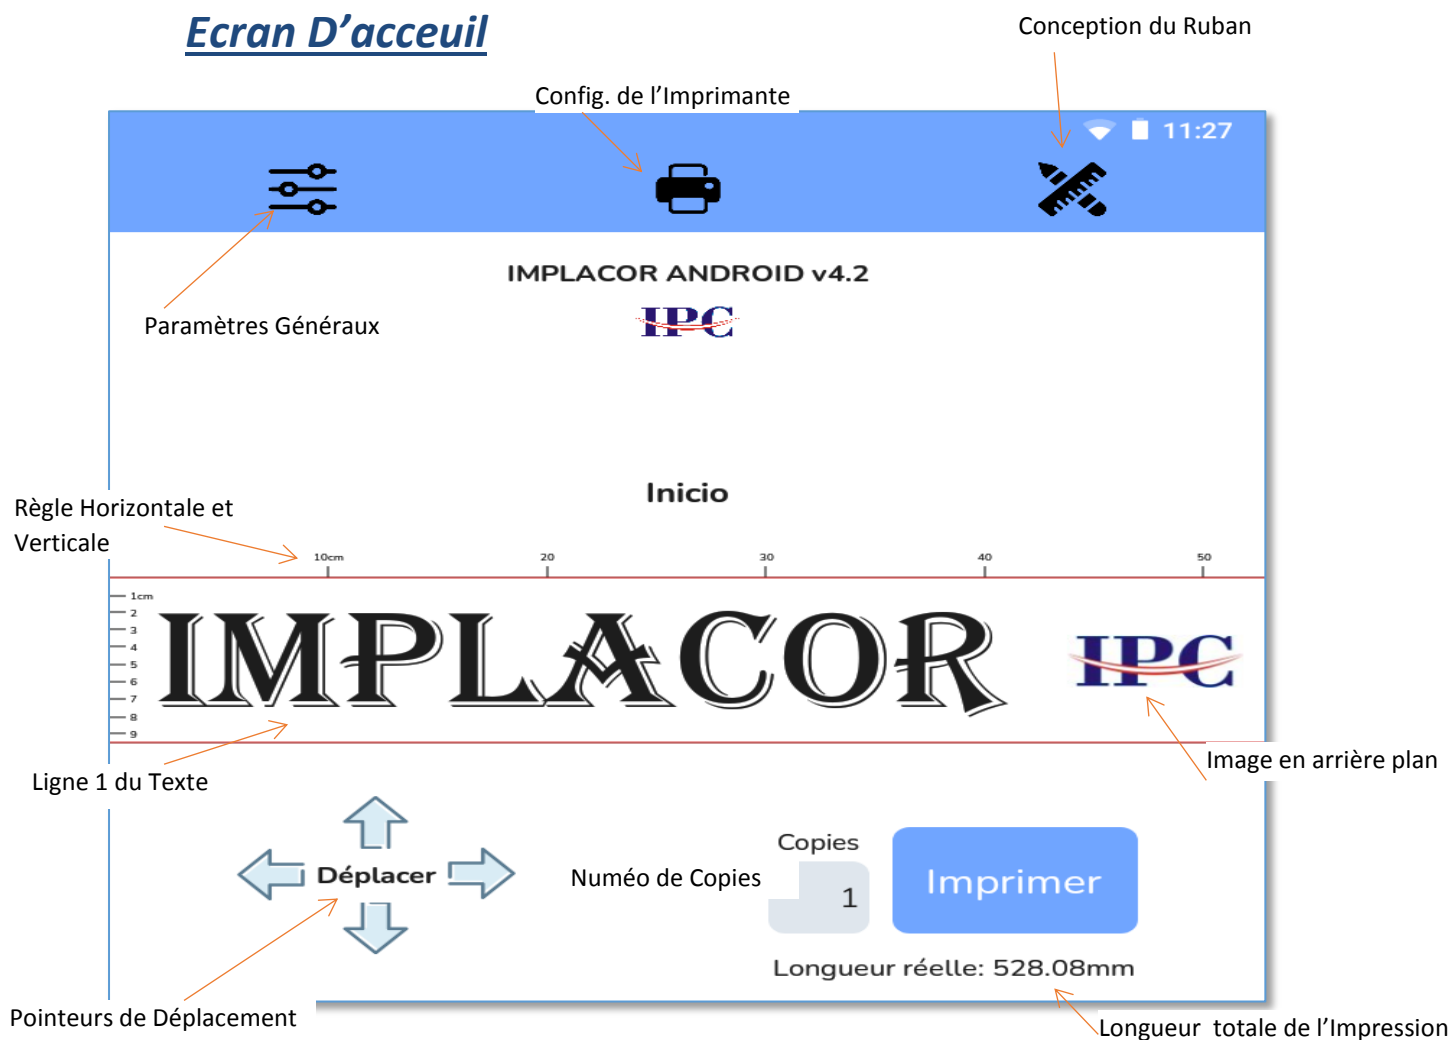 Ecran D’acceuil
Conception du Ruban
Config. de l’Imprimante
11:27
IMPLACOR ANDROID v4.2
IPC
Paramètres Généraux
Inicio
Règle Horizontale et
Verticale
10cm 20 30 40 50
1cm
2
3
4
5
6
7
8
9
IMPLACOR IPC
Image en arrière plan
Ligne 1 du Texte
Copies
Déplacer
Numéo de Copies
1
Imprimer
Longueur réelle: 528.08mm
Pointeurs de Déplacement
Longueur totale de l’Impression